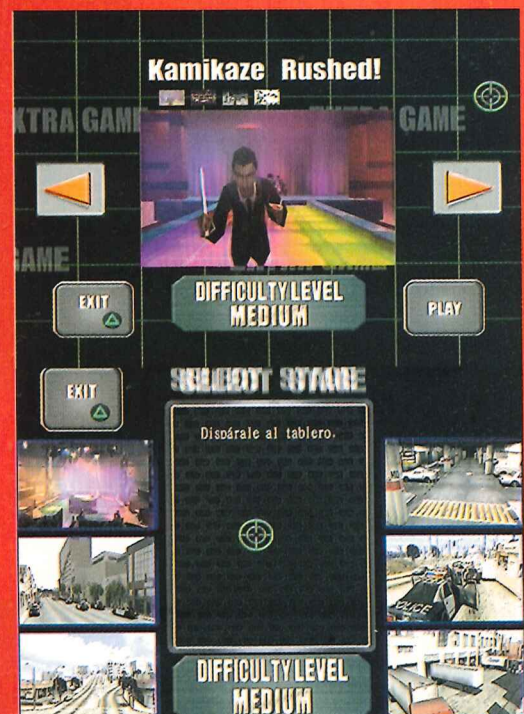 Kamikaze Rushed!
EXTRA GAME
GAME
GAME
EXIT
DIFFICULTY LEVEL
MEDIUM
PLAY
EXIT
SELECT STAGE
Dispárale al tablero.
POLICE
DIFFICULTY LEVEL
MEDIUM